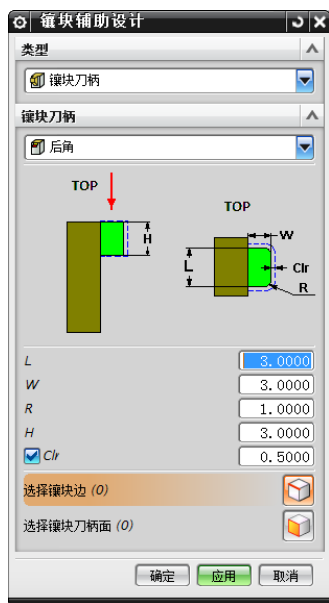 镶块辅助设计
类型
镶块刀柄
镶块刀柄
后角
TOP
TOP
H
W
L
Clr
R
L 3.0000
W 3.0000
R 1.0000
H 3.0000
Clr 0.5000
选择镶块边 (0)
选择镶块刀柄面 (0)
确定 应用 取消